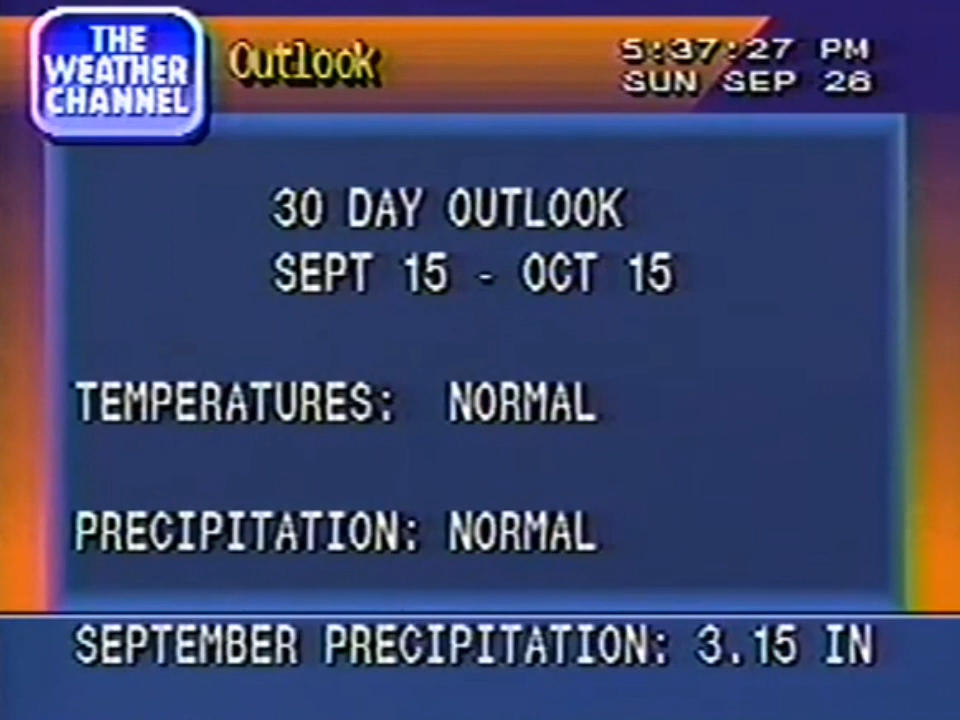 THE
WEATHER
CHANNEL
Outlook
5:37:27 PM
SUN SEP 28
30 DAY OUTLOOK
SEPT 15 - OCT 15
TEMPERATURES: NORMAL
PRECIPITATION: NORMAL
SEPTEMBER PRECIPITATION: 3.15 IN